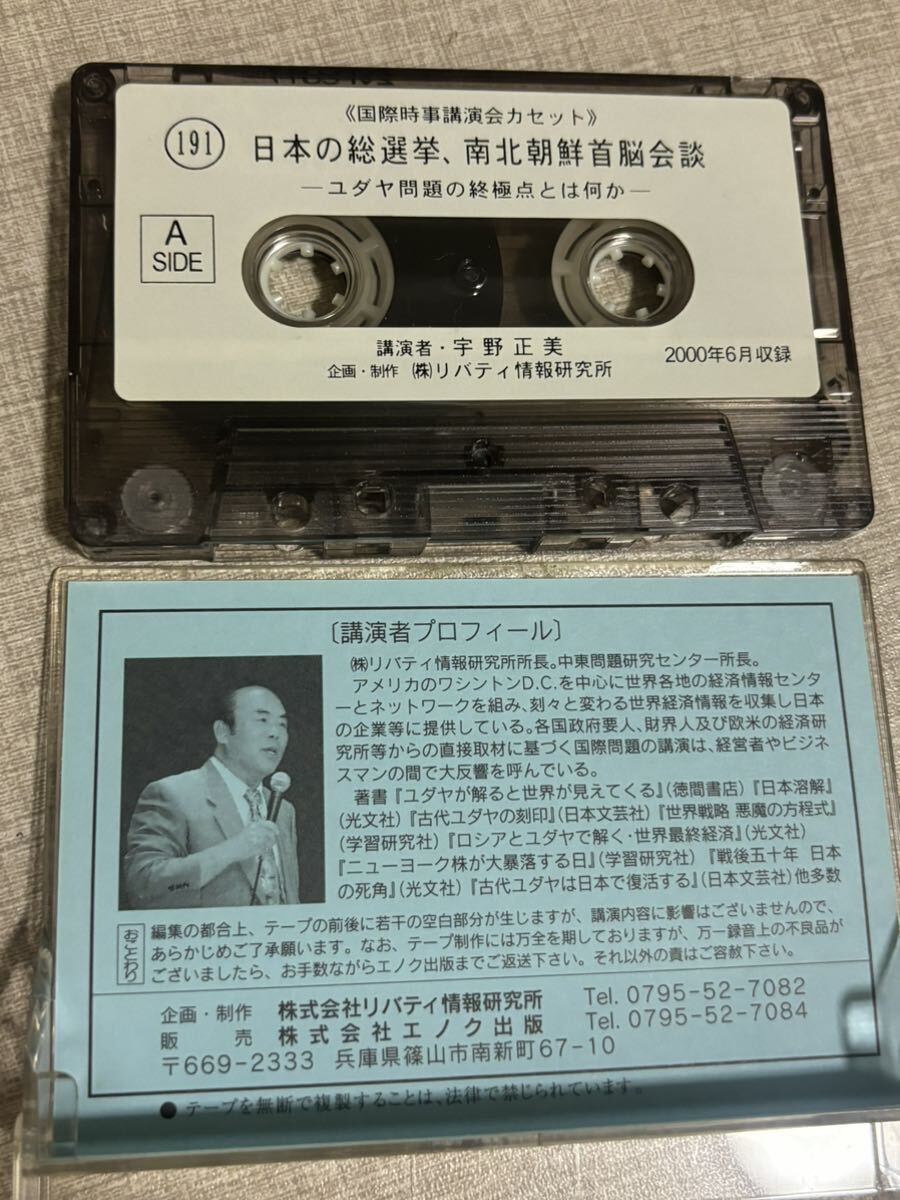 《国際時事講演会カセット》
191
日本の総選挙、南北朝鮮首脳会談
―ユダヤ問題の終極点とは何か―
A
SIDE
講演者・宇野正美
企画・制作 ㈱リバティ情報研究所
2000年6月収録
〔講演者プロフィール〕
㈱リバティ情報研究所所長。中東問題研究センター所長。
アメリカのワシントンD.C.を中心に世界各地の経済情報センタ
ーとネットワークを組み、刻々と変わる世界経済情報を収集し日本
の企業等に提供している。各国政府要人、財界人及び欧米の経済研
究所等からの直接取材に基づく国際問題の講演は、経営者やビジネ
スマンの間で大反響を呼んでいる。
著書『ユダヤが解ると世界が見えてくる』(徳間書店)『日本溶解』
(光文社)『古代ユダヤの刻印』(日本文芸社)『世界戦略 悪魔の方程式』
(学習研究社)『ロシアとユダヤで解く・世界最終経済』(光文社)
『ニューヨーク株が大暴落する日』(学習研究社)『戦後五十年 日本
の死角』(光文社)『古代ユダヤは日本で復活する』(日本文芸社)他多数
おことわり
編集の都合上、テープの前後に若干の空白部分が生じますが、講演内容に影響はございませんので、
あらかじめご了承願います。なお、テープ制作には万全を期しておりますが、万一録音上の不良品が
ございましたら、お手数ながらエノク出版までご返送下さい。それ以外の責はご容赦下さい。
企画・制作 株式会社リバティ情報研究所 Tel. 0795-52-7082
販売 株式会社エノク出版 Tel. 0795-52-7084
〒669-2333 兵庫県篠山市南新町67-10
● テープを無断で複製することは、法律で禁じられています。